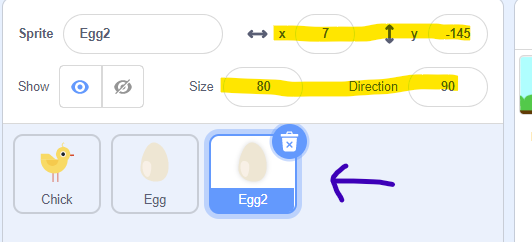 Sprite Egg2 x 7 y -145
Show Size 80 Direction 90
Chick Egg Egg2